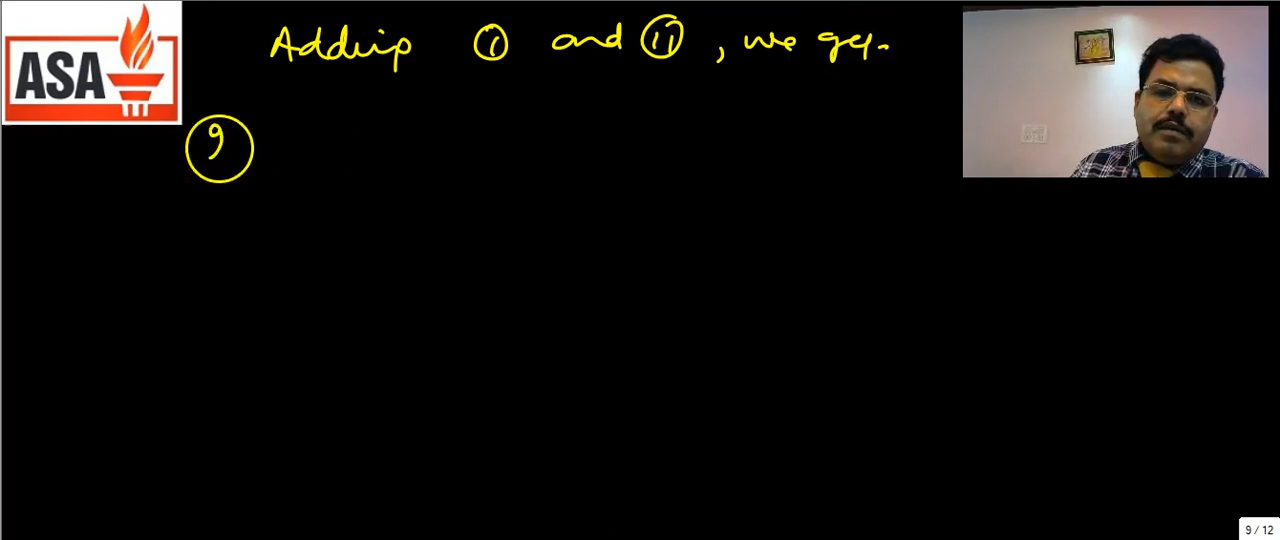 ASA
Adding (i) and (ii), we get.
9
9 / 12